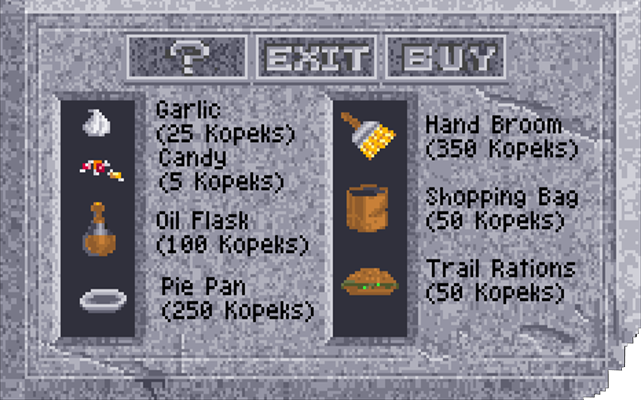 ? EXIT BUY
Garlic
(25 Kopeks)
Candy
(5 Kopeks)
Oil Flask
(100 Kopeks)
Pie Pan
(250 Kopeks)
Hand Broom
(350 Kopeks)
Shopping Bag
(50 Kopeks)
Trail Rations
(50 Kopeks)